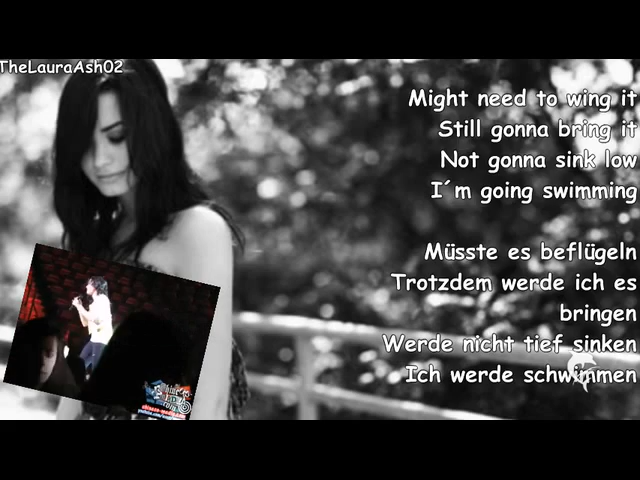 TheLauraAsh02
Might need to wing it
Still gonna bring it
Not gonna sink low
I´m going swimming
Müsste es beflügeln
Trotzdem werde ich es
bringen
Werde nicht tief sinken
Ich werde schwimmen